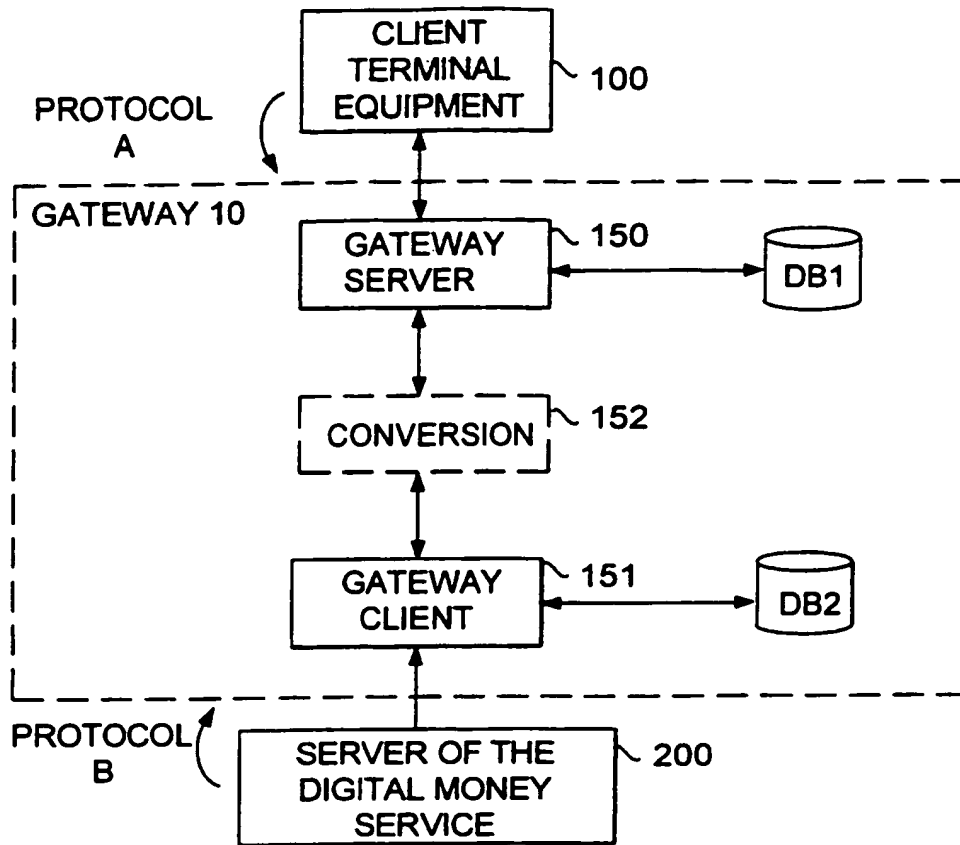 CLIENT
TERMINAL
EQUIPMENT
100
PROTOCOL
A
GATEWAY 10
GATEWAY
SERVER
150
DB1
CONVERSION
152
GATEWAY
CLIENT
151
DB2
PROTOCOL
B
SERVER OF THE
DIGITAL MONEY
SERVICE
200